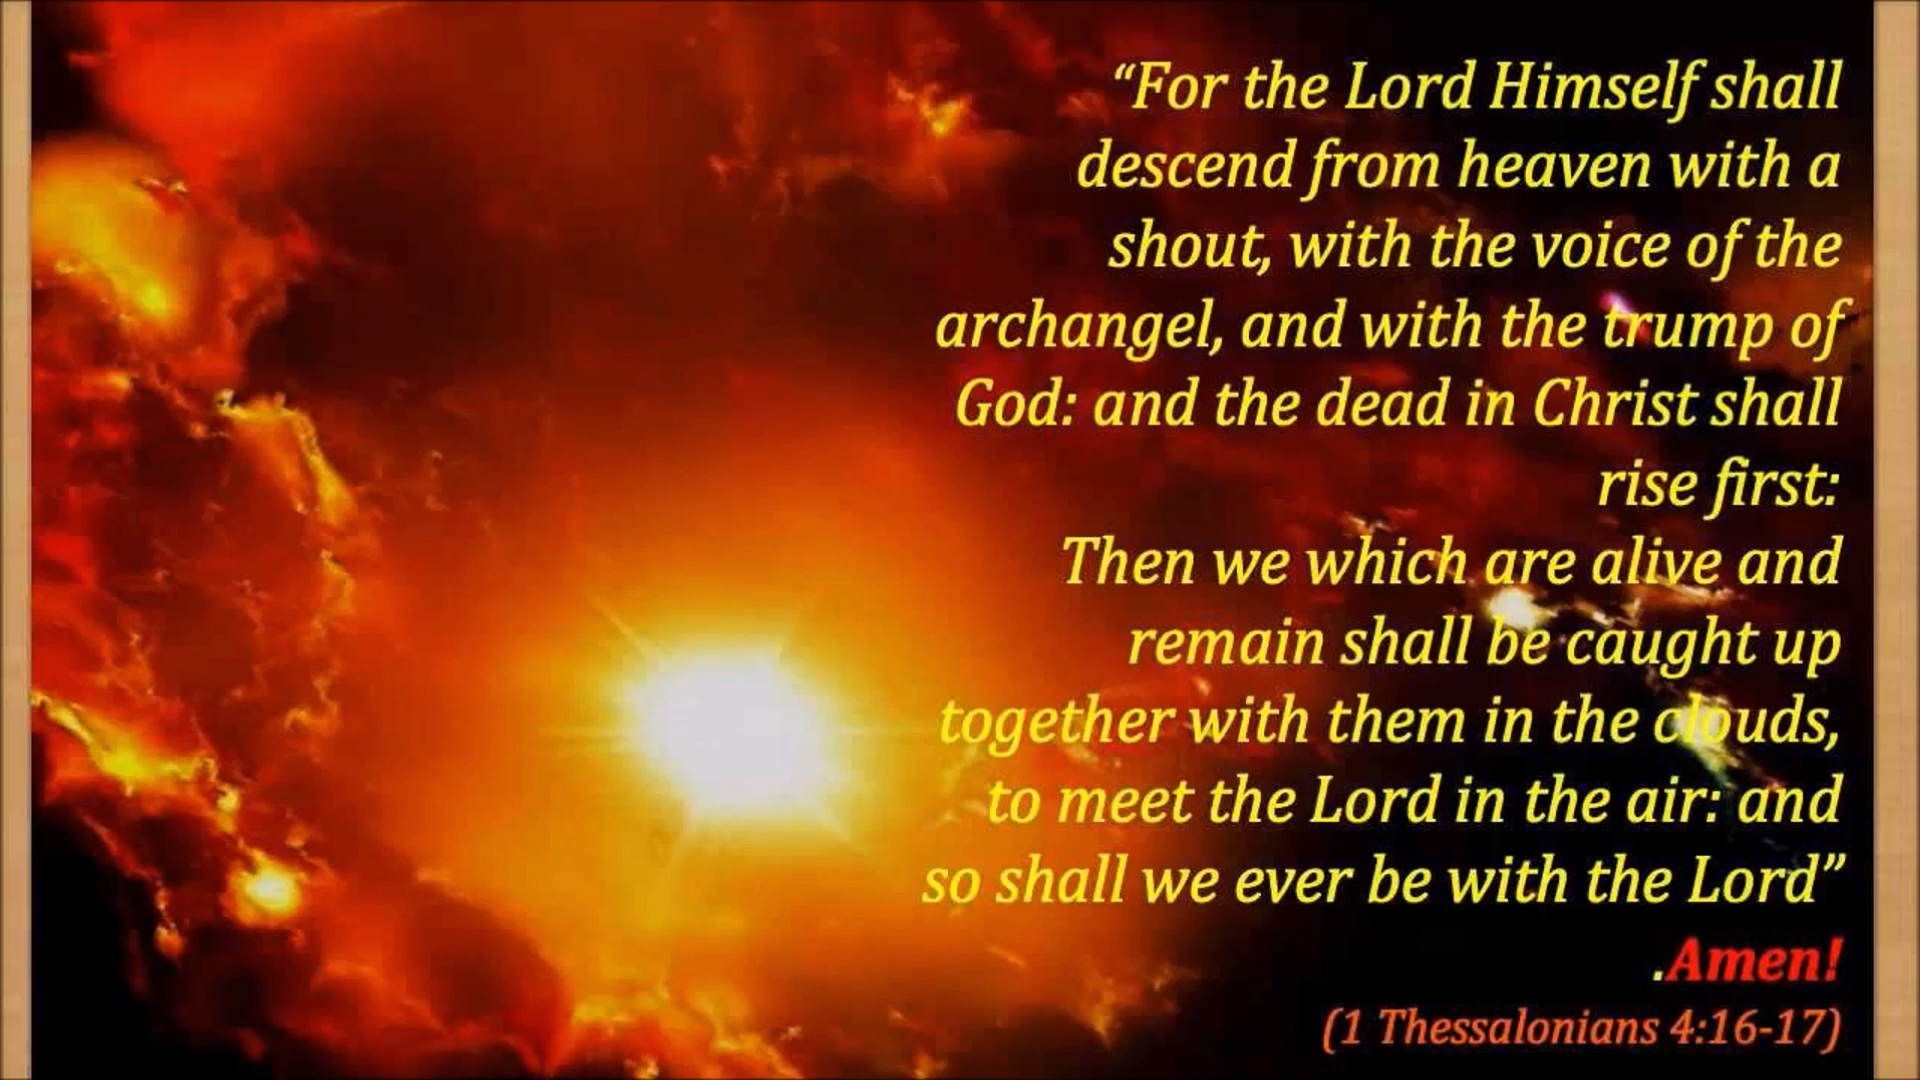 “For the Lord Himself shall
descend from heaven with a
shout, with the voice of the
archangel, and with the trump of
God: and the dead in Christ shall
rise first:
Then we which are alive and
remain shall be caught up
together with them in the clouds,
to meet the Lord in the air: and
so shall we ever be with the Lord”
.Amen!
(1 Thessalonians 4:16-17)